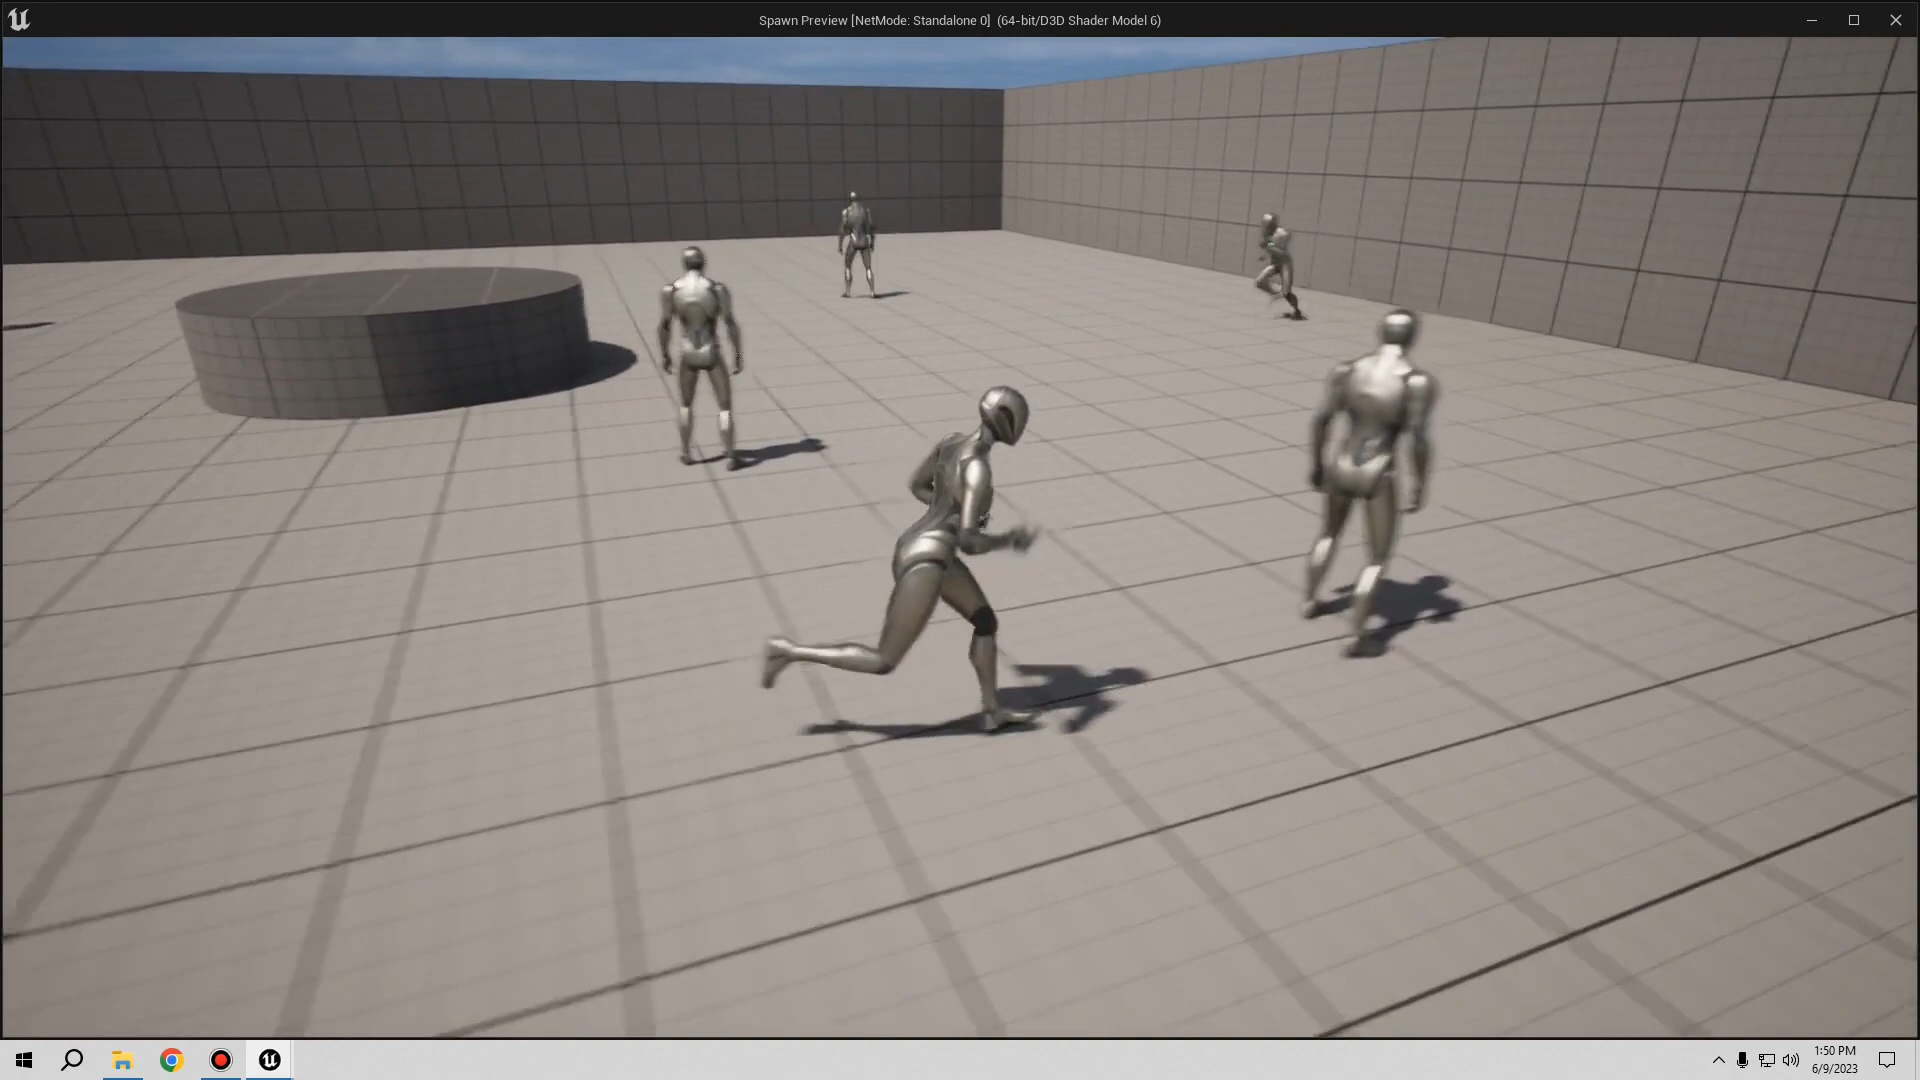 Spawn Preview [NetMode: Standalone 0]  (64-bit/D3D Shader Model 6)
1:50 PM
6/9/2023